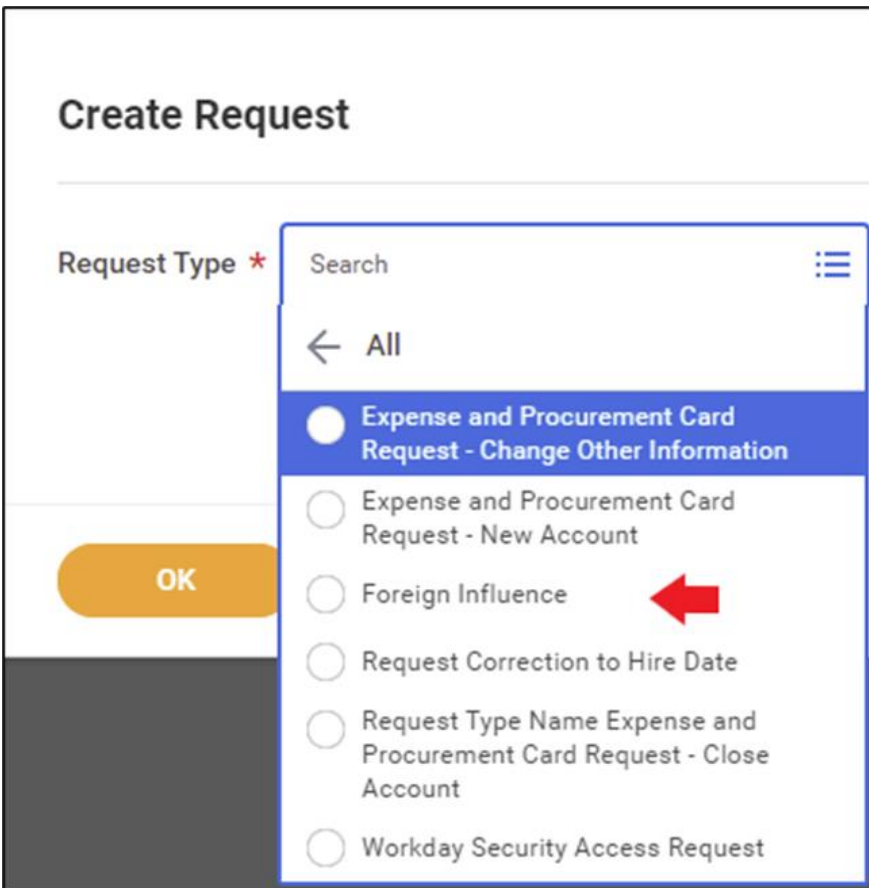 Create Request
Request Type *
Search
All
Expense and Procurement Card
Request - Change Other Information
Expense and Procurement Card
Request - New Account
OK
Foreign Influence
Request Correction to Hire Date
Request Type Name Expense and
Procurement Card Request - Close
Account
Workday Security Access Request